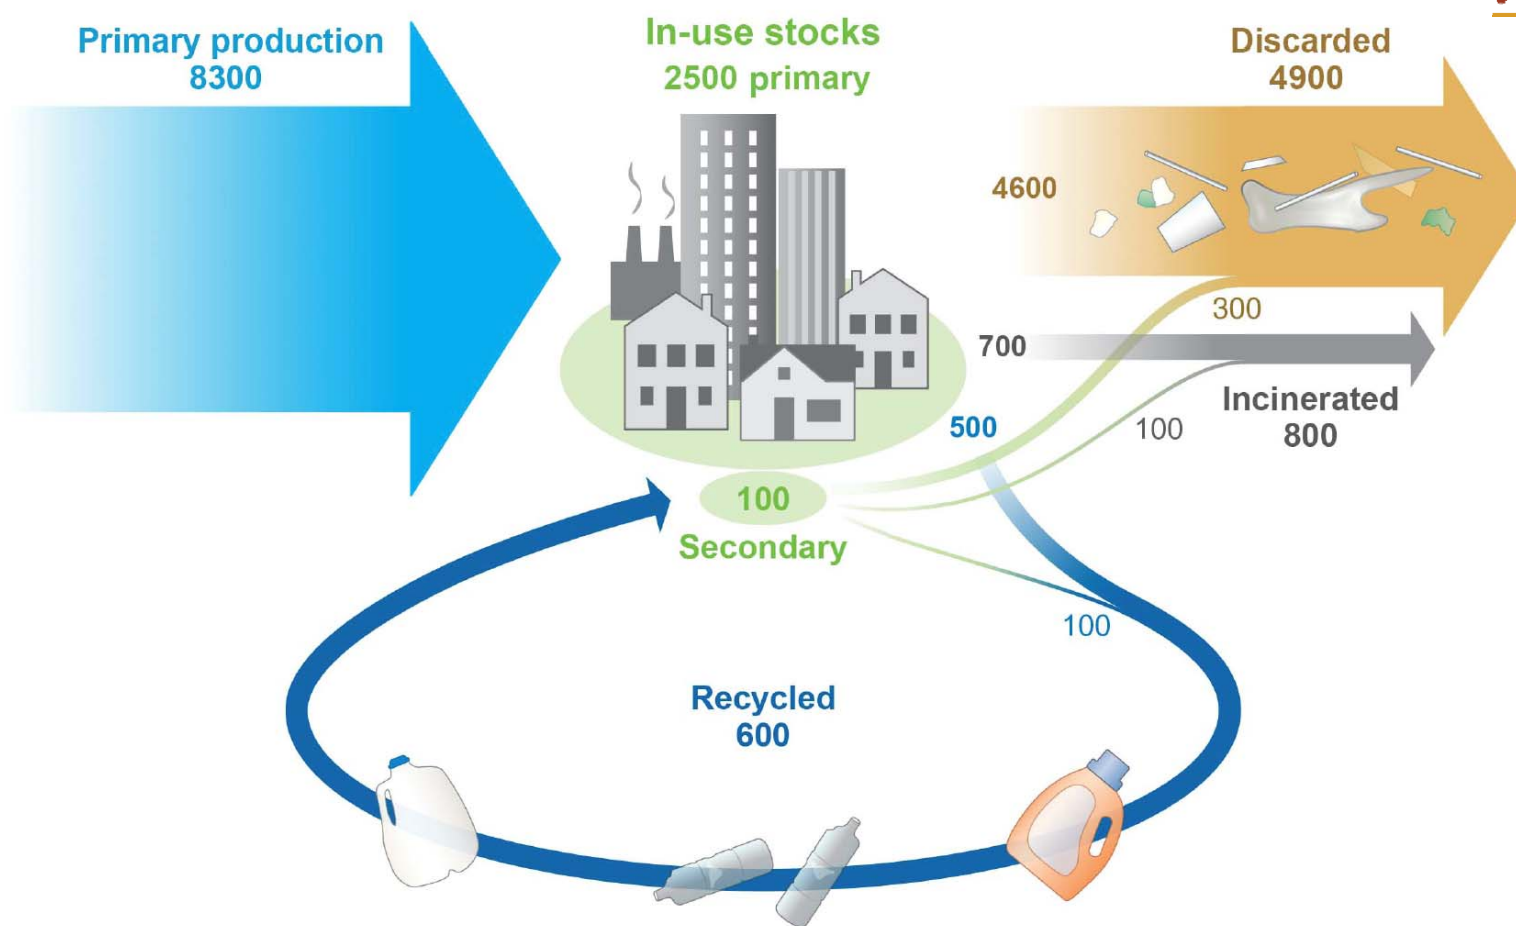 Primary production
8300
In-use stocks
2500 primary
Discarded
4900
4600
300
700
Incinerated
800
500
100
100
Secondary
100
Recycled
600